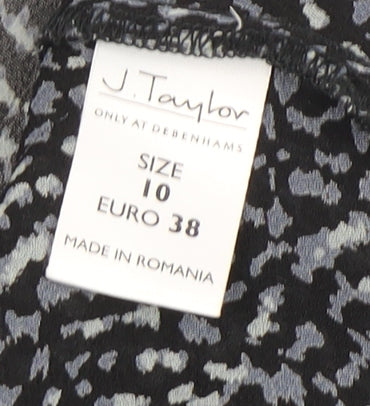 J. Taylor
ONLY AT DEBENHAMS
SIZE
10
EURO 38
MADE IN ROMANIA